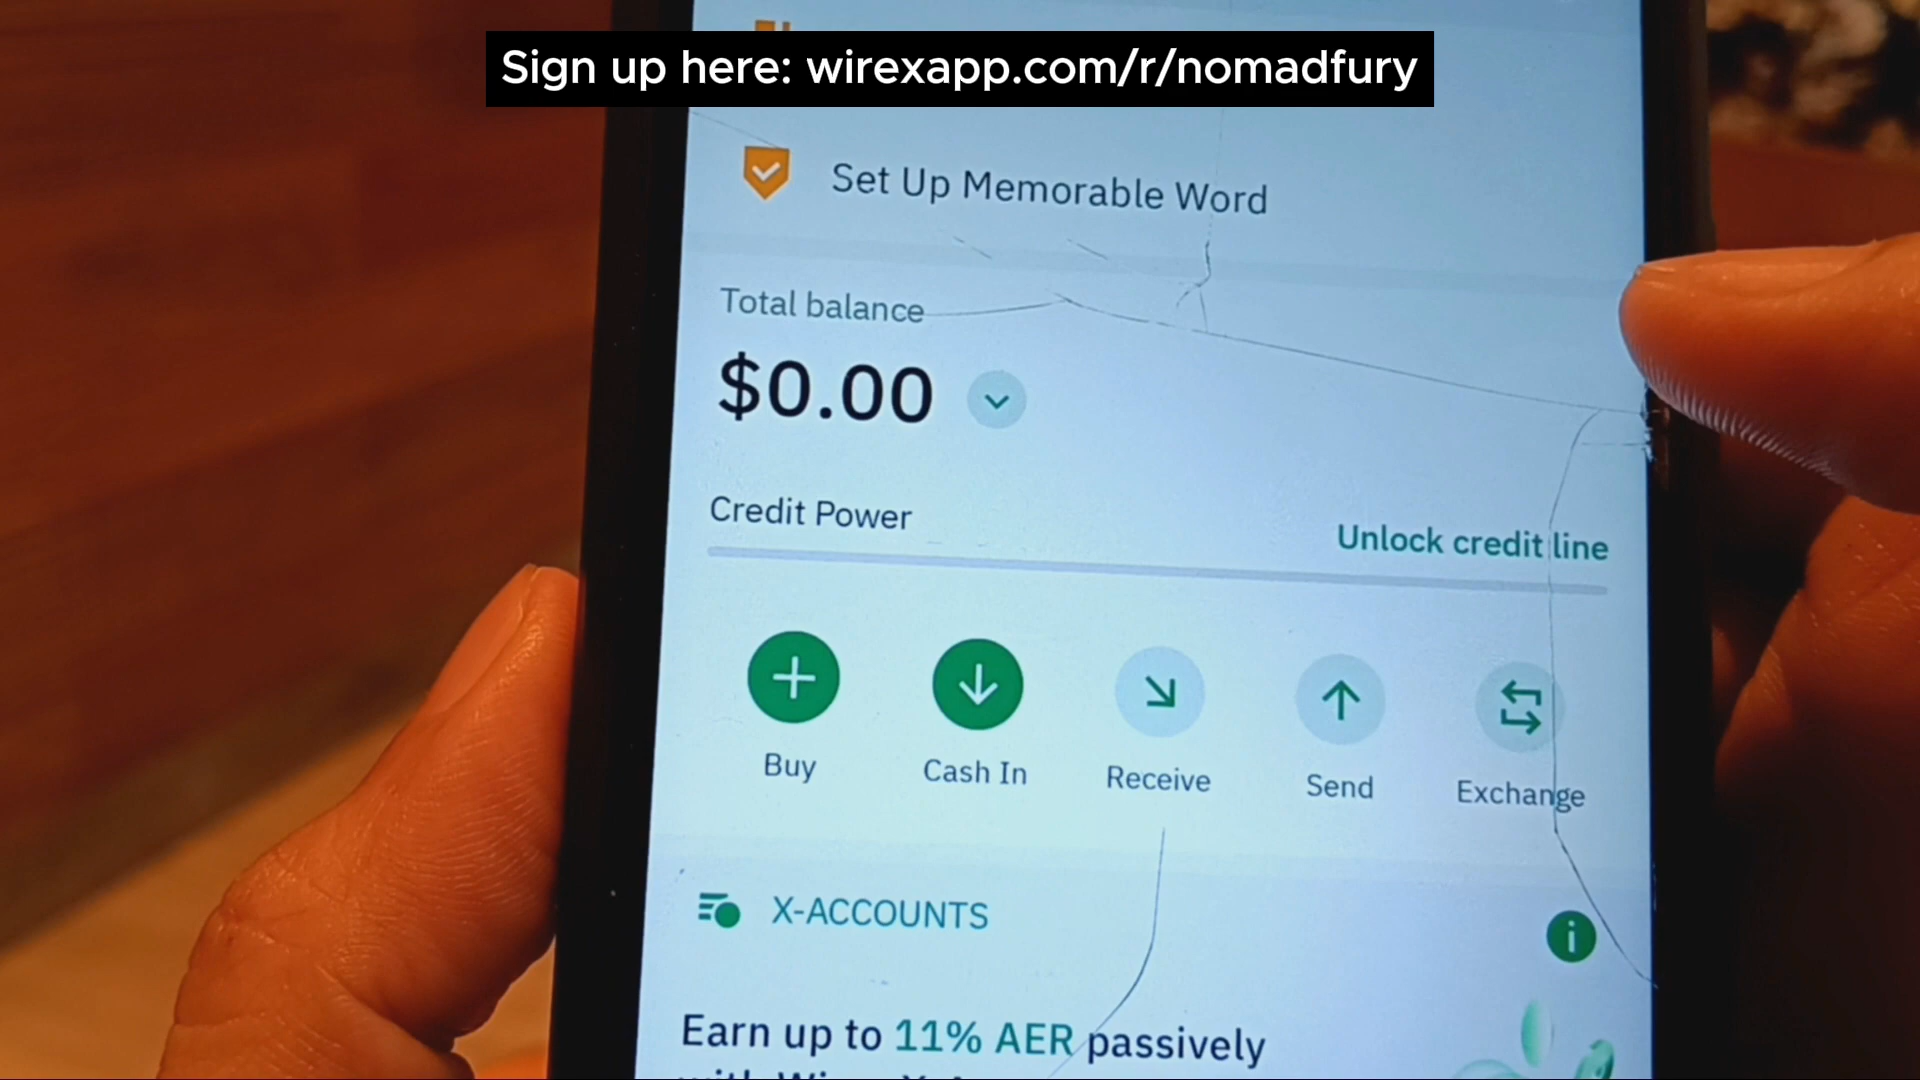 Sign up here: wirexapp.com/r/nomadfury
Set Up Memorable Word
Total balance
$0.00
Credit Power
Unlock credit line
Buy
Cash In
Receive
Send
Exchange
X-ACCOUNTS
Earn up to 11% AER passively